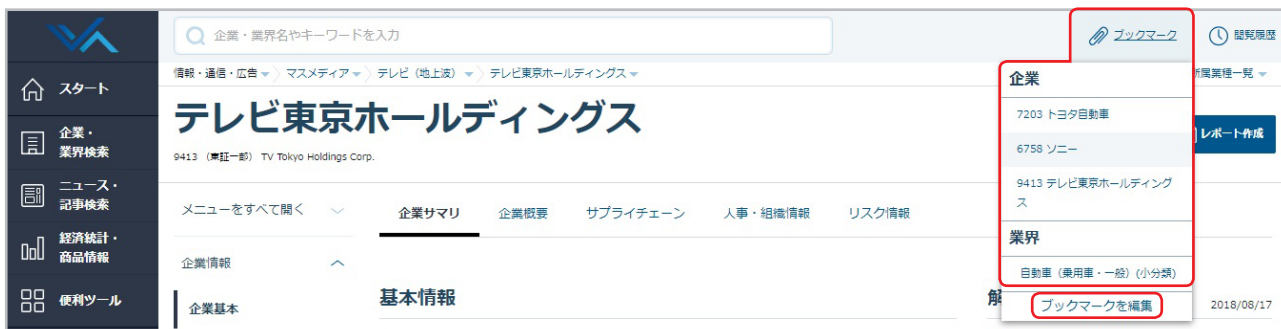 企業・業界名やキーワードを入力
ブックマーク
閲覧履歴
スタート
企業・
業界検索
ニュース・
記事検索
経済統計・
商品情報
便利ツール
情報・通信・広告 マスメディア テレビ（地上波） テレビ東京ホールディングス
属業種一覧
テレビ東京ホールディングス
9413 （東証一部） TV Tokyo Holdings Corp.
レポート作成
メニューをすべて開く
企業サマリ 企業概要 サプライチェーン 人事・組織情報 リスク情報
企業情報
企業基本
基本情報
2018/08/17
企業
7203 トヨタ自動車
6758 ソニー
9413 テレビ東京ホールディング
ス
業界
自動車（乗用車・一般）(小分類)
ブックマークを編集